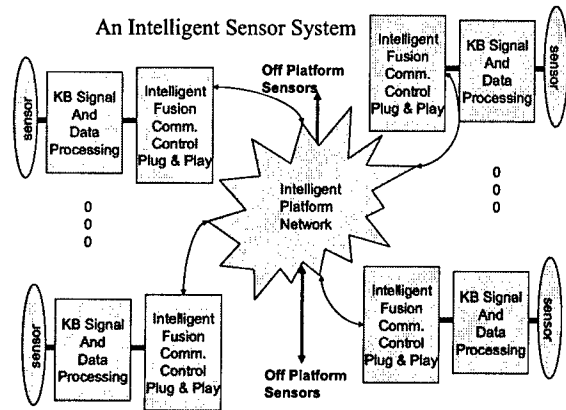 An Intelligent Sensor System
sensor
KB Signal
And
Data
Processing
Intelligent
Fusion
Comm.
Control
Plug & Play
Off Platform
Sensors
Intelligent
Fusion
Comm.
Control
Plug & Play
KB Signal
And
Data
Processing
sensor
0
0
0
Intelligent
Platform
Network
0
0
0
sensor
KB Signal
And
Data
Processing
Intelligent
Fusion
Comm.
Control
Plug & Play
Off Platform
Sensors
Intelligent
Fusion
Comm.
Control
Plug & Play
KB Signal
And
Data
Processing
sensor